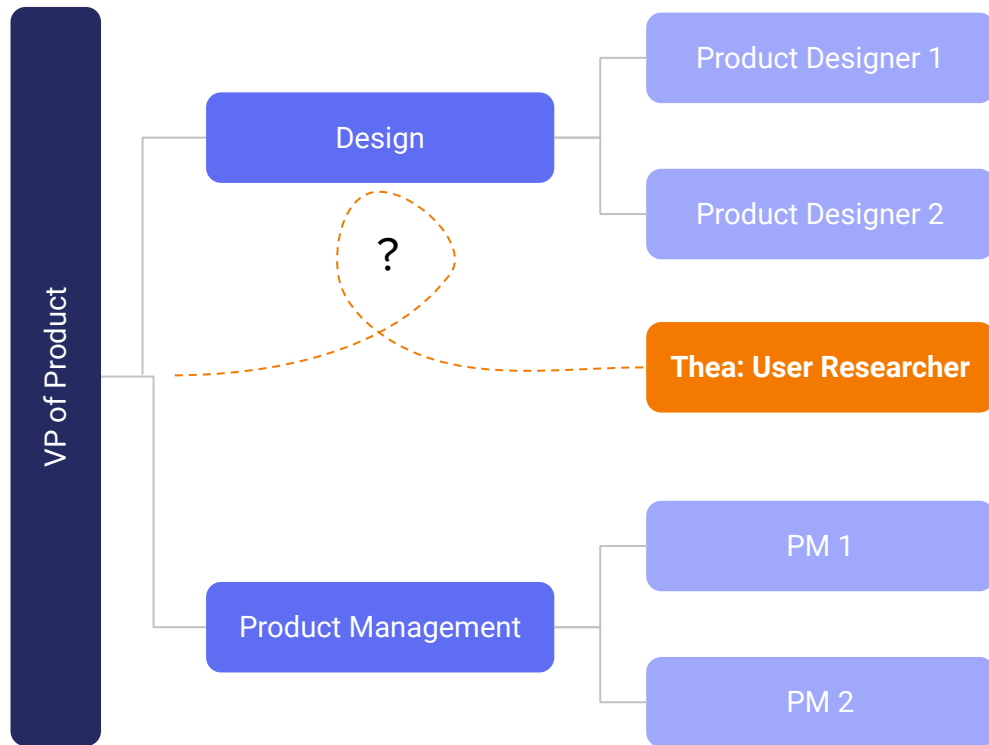 VP of Product
Design
Product Designer 1
Product Designer 2
?
Thea: User Researcher
Product Management
PM 1
PM 2